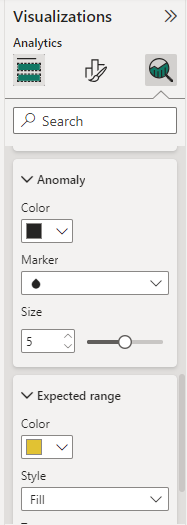 Visualizations
Analytics
Search
Anomaly
Color
Marker
Size
5
Expected range
Color
Style
Fill